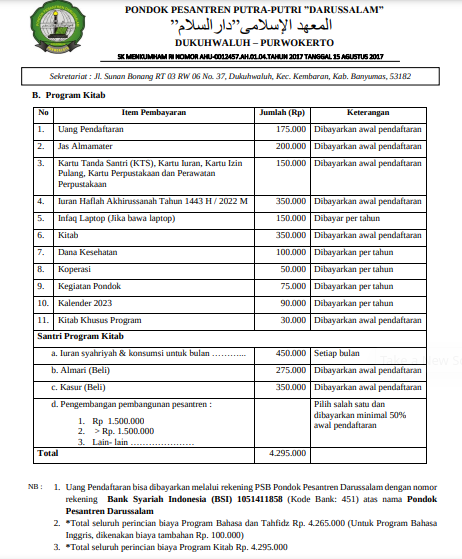 PONDOK PESANTREN PUTRA-PUTRI "DARUSSALAM"
المعهد الإسلامى "دار السلام"
DUKUHWALUH – PURWOKERTO
SK MENKUMHAM RI NOMOR AHU-0012457.AH.01.04.TAHUN 2017 TANGGAL 15 AGUSTUS 2017
Sekretariat : Jl. Sunan Bonang RT 03 RW 06 No. 37, Dukuhwaluh, Kec. Kembaran, Kab. Banyumas, 53182
B. Program Kitab
No Item Pembayaran Jumlah (Rp) Keterangan
1. Uang Pendaftaran 175.000 Dibayarkan awal pendaftaran
2. Jas Almamater 200.000 Dibayarkan awal pendaftaran
3. Kartu Tanda Santri (KTS), Kartu Iuran, Kartu Izin 150.000 Dibayarkan awal pendaftaran
Pulang, Kartu Perpustakaan dan Perawatan
Perpustakaan
4. Iuran Haflah Akhirussanah Tahun 1443 H / 2022 M 350.000 Dibayarkan awal pendaftaran
5. Infaq Laptop (Jika bawa laptop) 150.000 Dibayar per tahun
6. Kitab 350.000 Dibayarkan awal pendaftaran
7. Dana Kesehatan 100.000 Dibayarkan per tahun
8. Koperasi 50.000 Dibayarkan per tahun
9. Kegiatan Pondok 75.000 Dibayarkan per tahun
10. Kalender 2023 90.000 Dibayarkan per tahun
11. Kitab Khusus Program 30.000 Dibayarkan awal pendaftaran
Santri Program Kitab
a. Iuran syahriyah & konsumsi untuk bulan ……….. 450.000 Setiap bulan
b. Almari (Beli) 275.000 Dibayarkan awal pendaftaran
c. Kasur (Beli) 350.000 Dibayarkan awal pendaftaran
d. Pengembangan pembangunan pesantren : Pilih salah satu dan
dibayarkan minimal 50%
1. Rp 1.500.000 awal pendaftaran
2. > Rp. 1.500.000
3. Lain- lain …………………
Total 4.295.000
NB : 1. Uang Pendaftaran bisa dibayarkan melalui rekening PSB Pondok Pesantren Darussalam dengan nomor
rekening Bank Syariah Indonesia (BSI) 1051411858 (Kode Bank: 451) atas nama Pondok
Pesantren Darussalam
2. *Total seluruh perincian biaya Program Bahasa dan Tahfidz Rp. 4.265.000 (Untuk Program Bahasa
Inggris, dikenakan biaya tambahan Rp. 100.000)
3. *Total seluruh perincian biaya Program Kitab Rp. 4.295.000